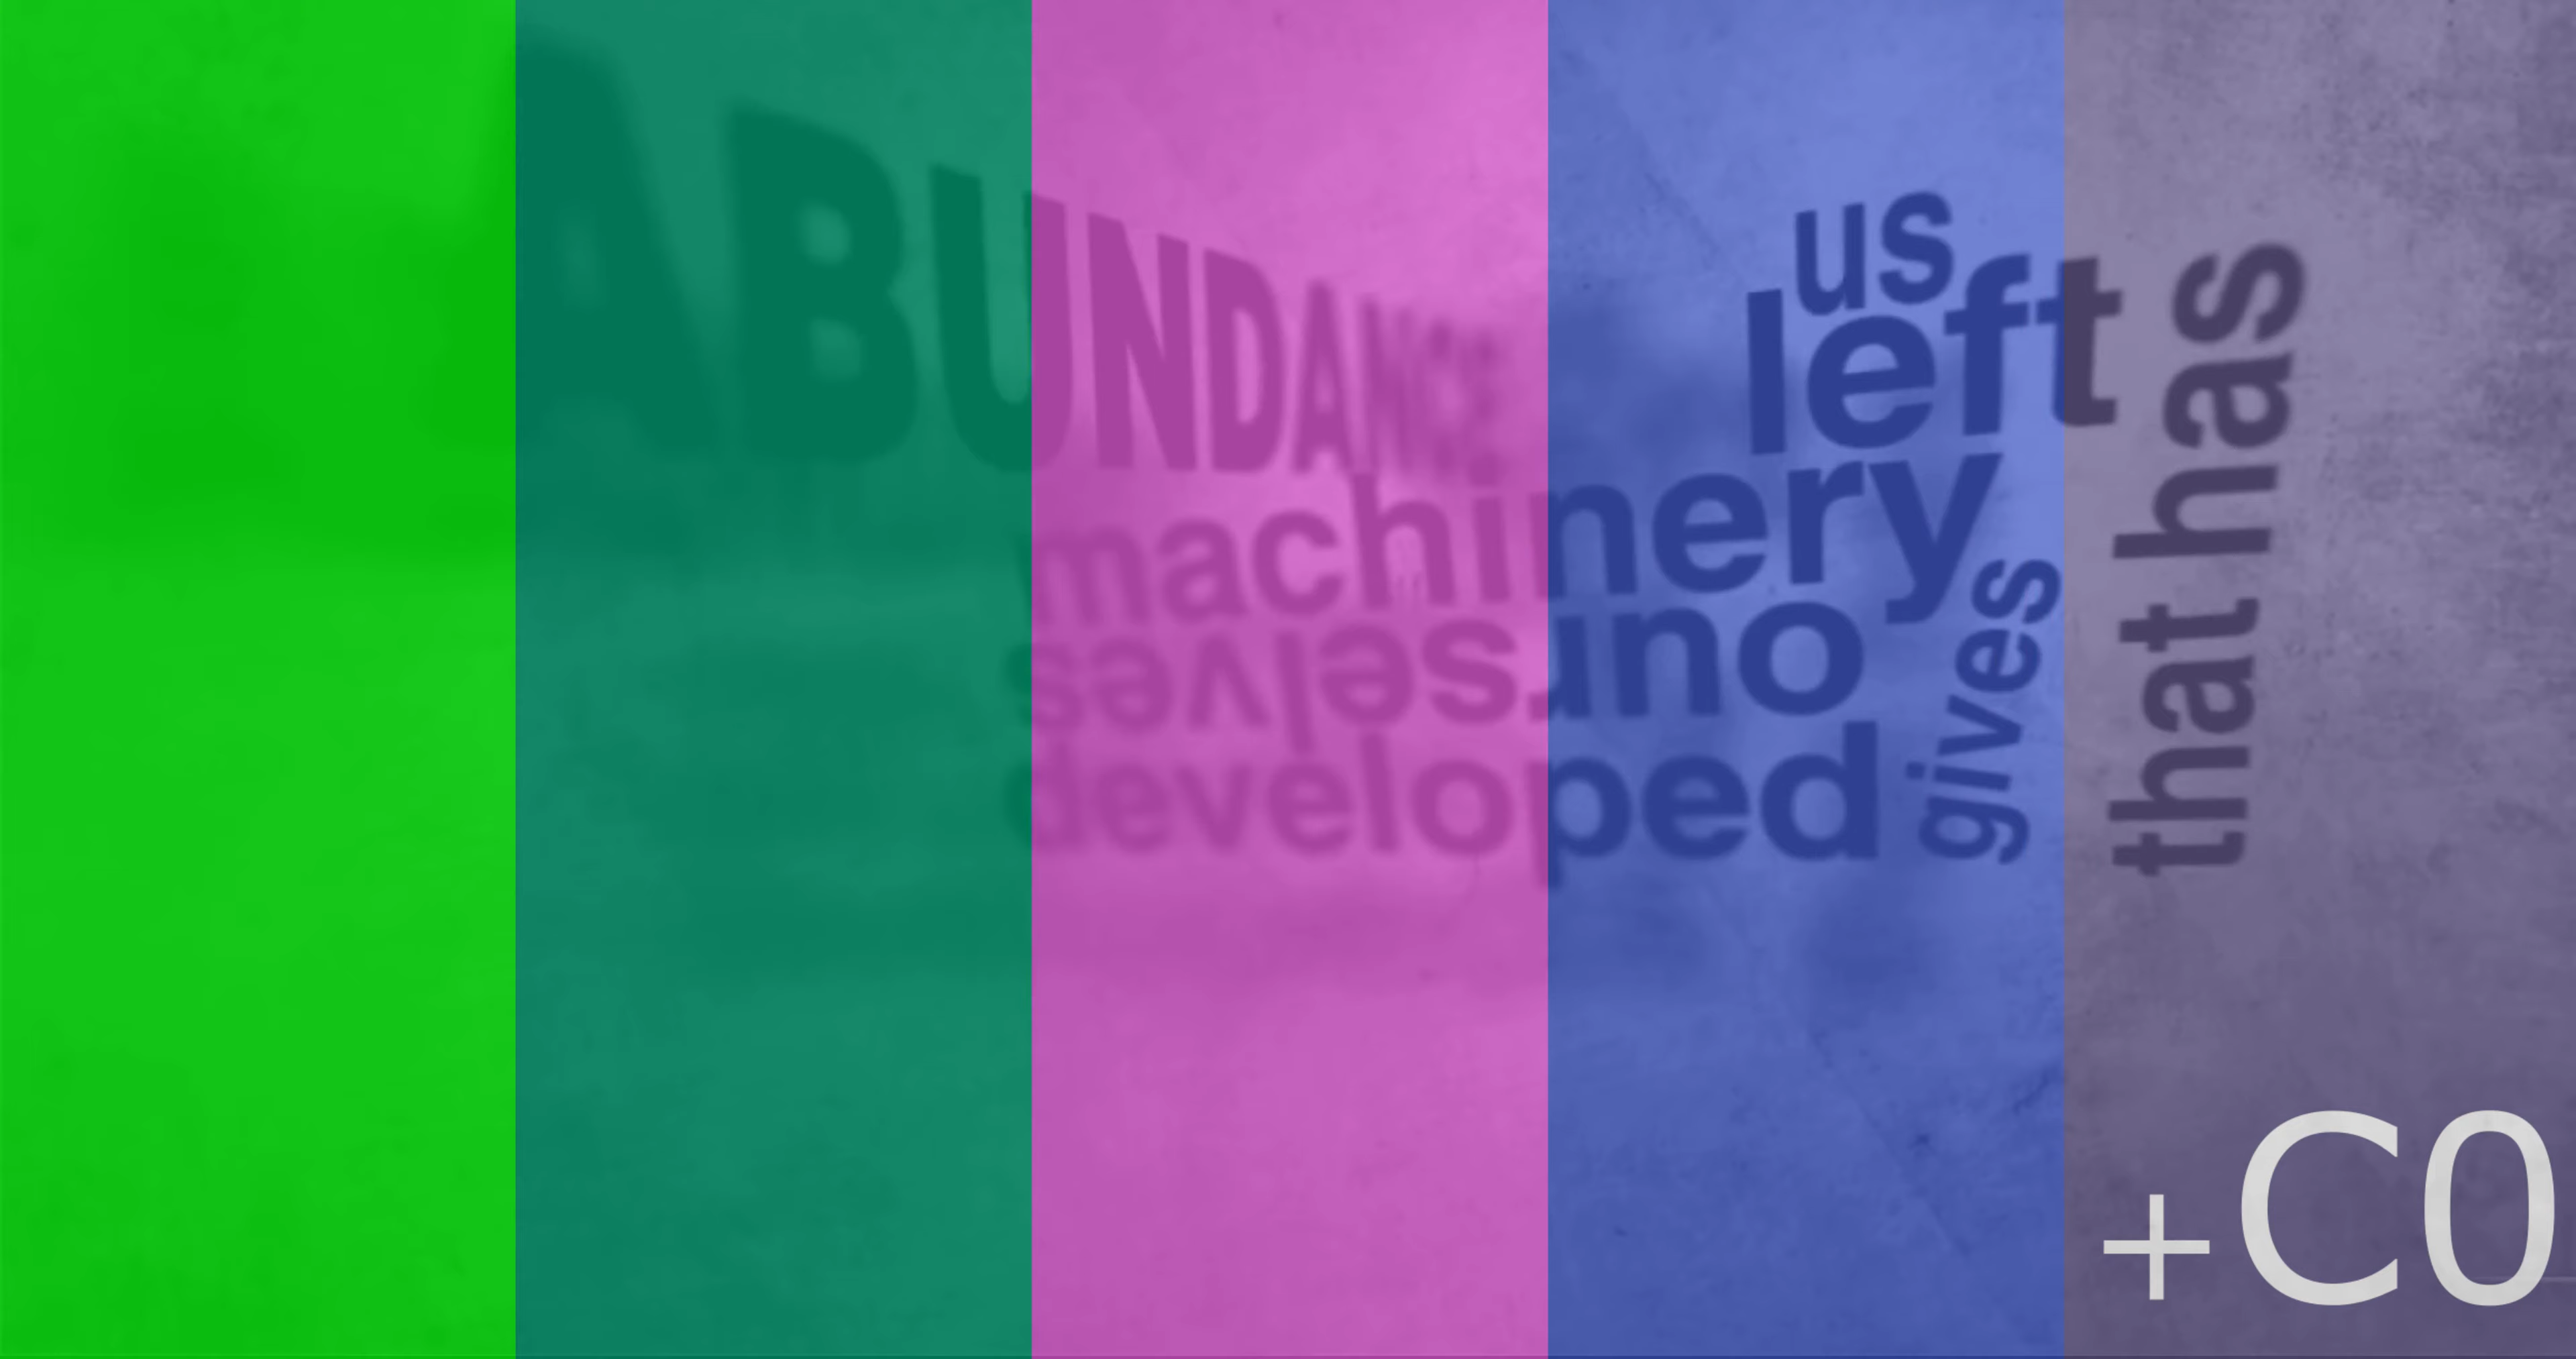 us
left
ABUNDANCE
that has
machinery
ourselves
gives
developed
+C0